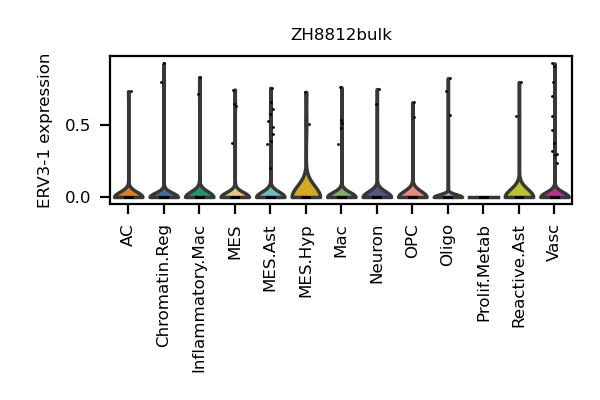 ZH8812bulk
ERV3-1 expression
0.5
0.0
AC
Chromatin.Reg
Inflammatory.Mac
MES
MES.Ast
MES.Hyp
Mac
Neuron
OPC
Oligo
Prolif.Metab
Reactive.Ast
Vasc